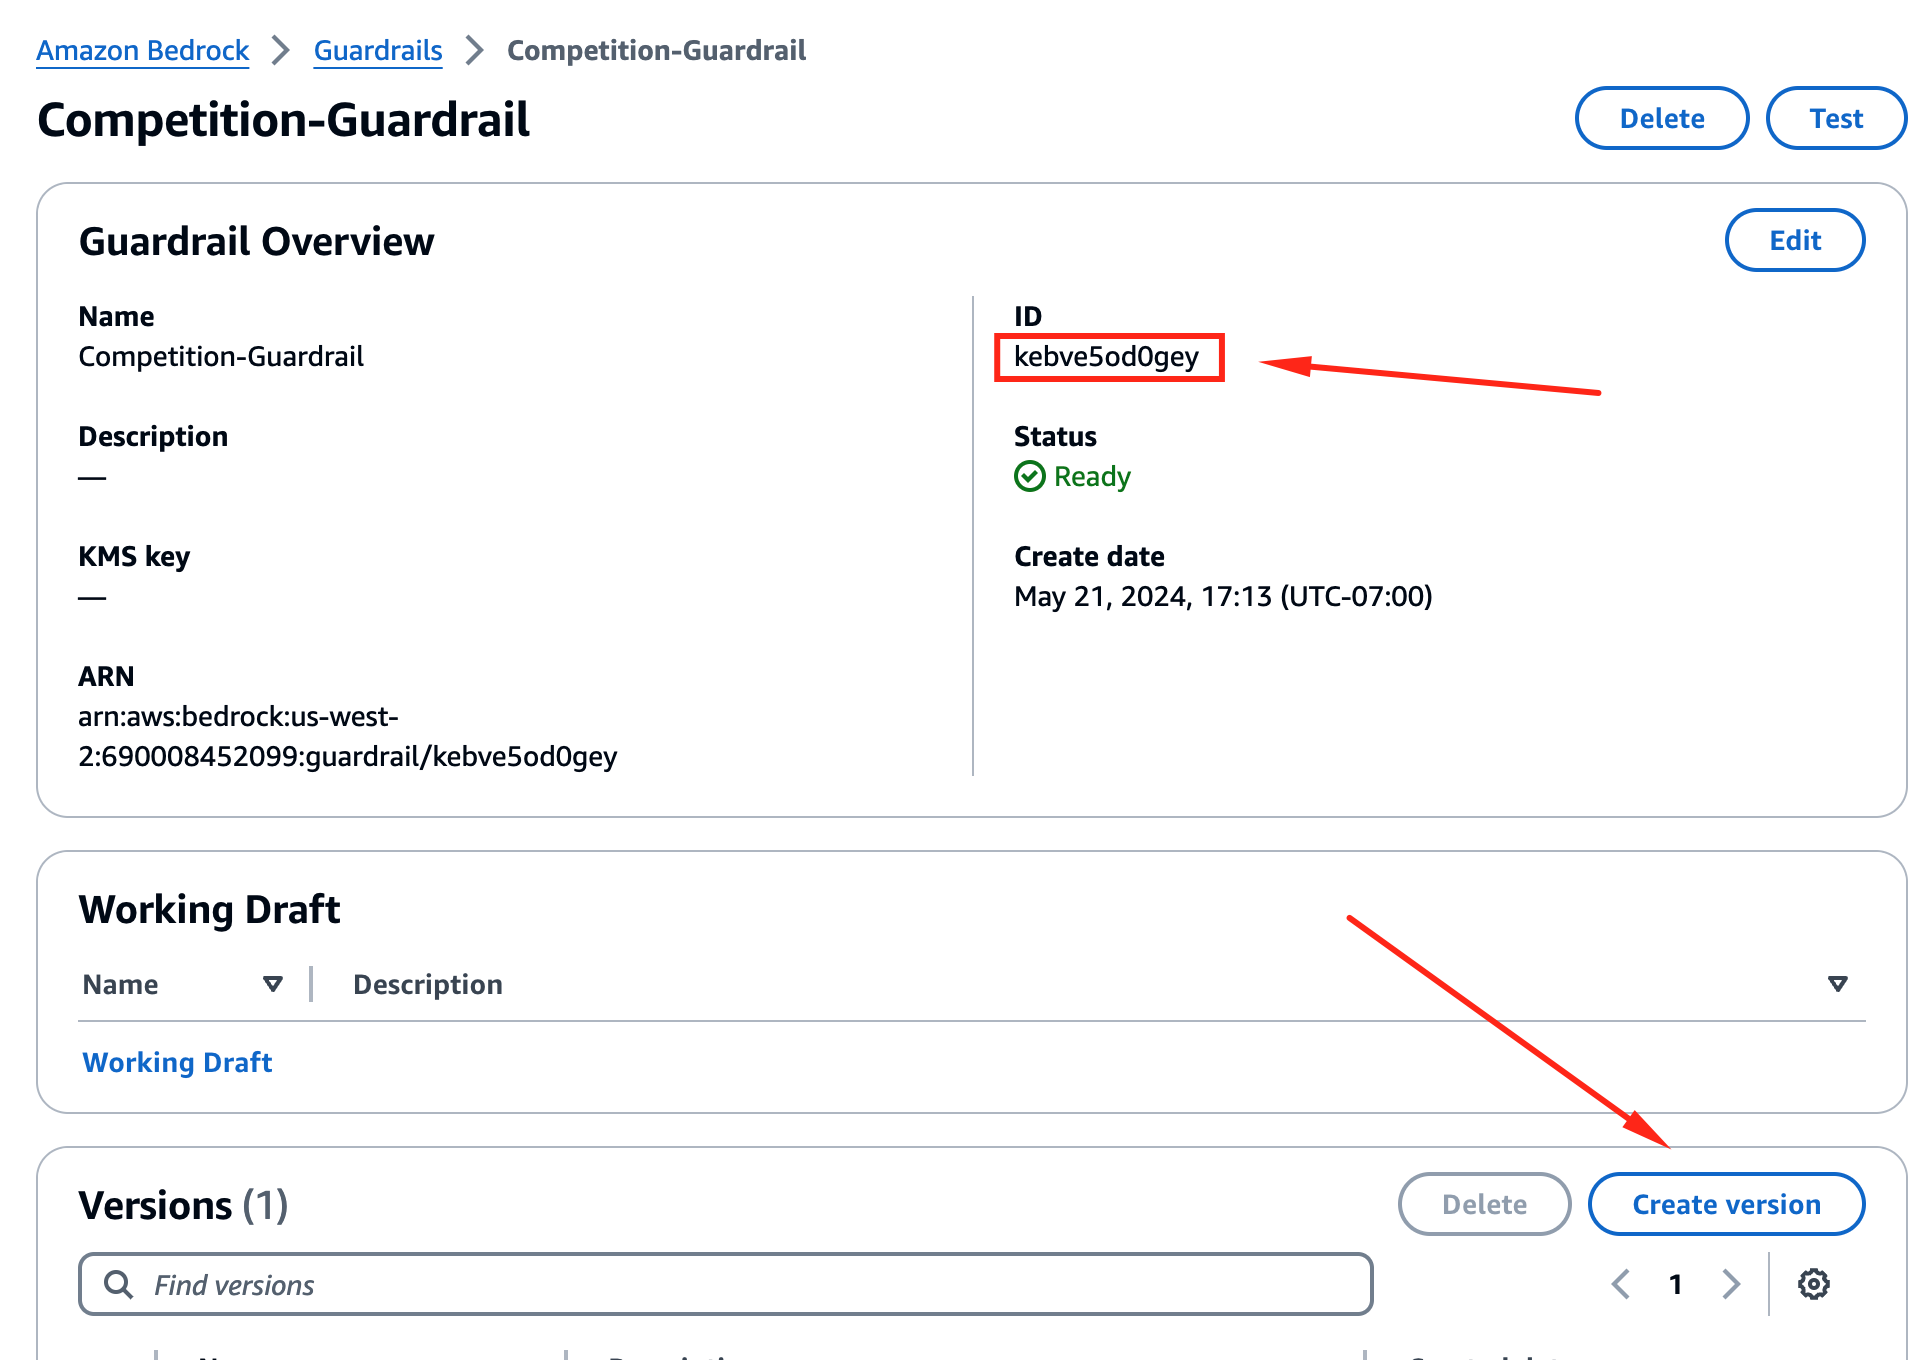 Amazon Bedrock > Guardrails > Competition-Guardrail
Competition-Guardrail
Delete
Test
Guardrail Overview
Edit
Name
Competition-Guardrail
Description
—
KMS key
—
ARN
arn:aws:bedrock:us-west-
2:690008452099:guardrail/kebve5od0gey
ID
kebve5od0gey
Status
Ready
Create date
May 21, 2024, 17:13 (UTC-07:00)
Working Draft
Name
Description
Working Draft
Versions (1)
Delete
Create version
Find versions
1